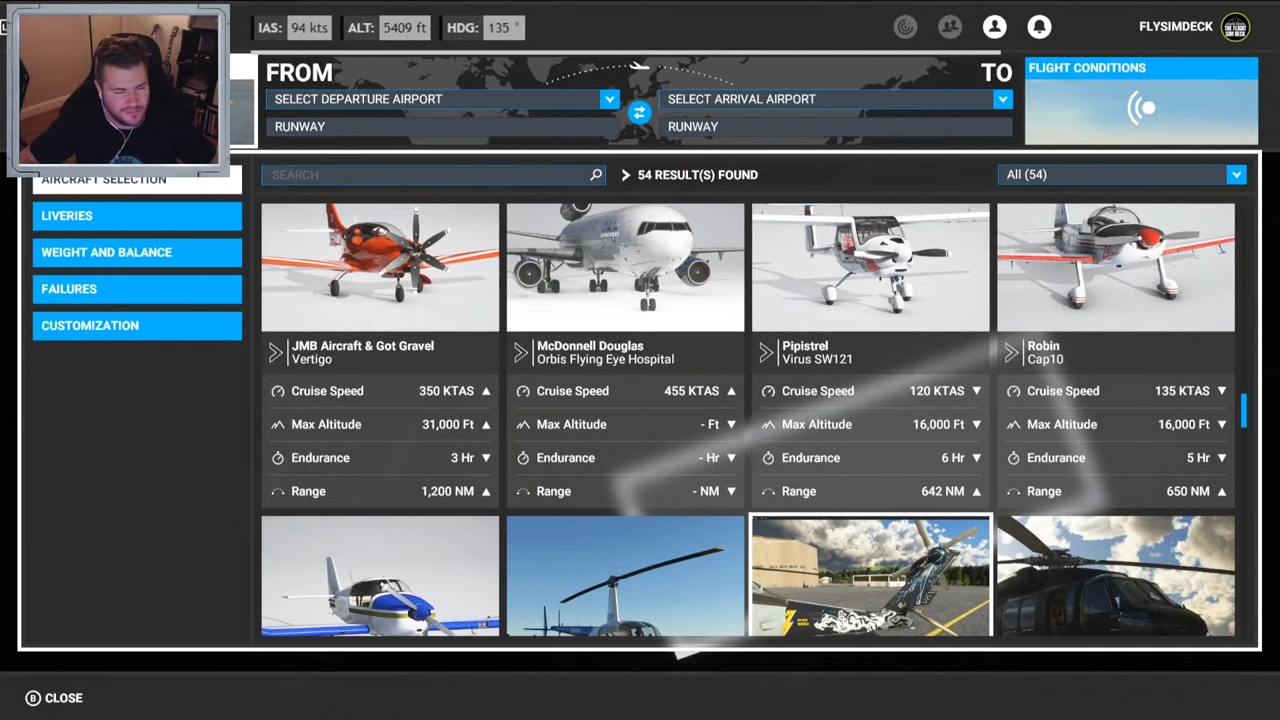 IAS: 94 kts ALT: 5409 ft HDG: 135 °
FLYSIMDECK
FROM
TO
SELECT DEPARTURE AIRPORT
SELECT ARRIVAL AIRPORT
RUNWAY
RUNWAY
FLIGHT CONDITIONS
AIRCRAFT SELECTION
LIVERIES
WEIGHT AND BALANCE
FAILURES
CUSTOMIZATION
SEARCH
54 RESULT(S) FOUND
All (54)
JMB Aircraft & Got Gravel
Vertigo
Cruise Speed 350 KTAS
Max Altitude 31,000 Ft
Endurance 3 Hr
Range 1,200 NM
McDonnell Douglas
Orbis Flying Eye Hospital
Cruise Speed 455 KTAS
Max Altitude - Ft
Endurance - Hr
Range - NM
Pipistrel
Virus SW121
Cruise Speed 120 KTAS
Max Altitude 16,000 Ft
Endurance 6 Hr
Range 642 NM
Robin
Cap10
Cruise Speed 135 KTAS
Max Altitude 16,000 Ft
Endurance 5 Hr
Range 650 NM
B CLOSE